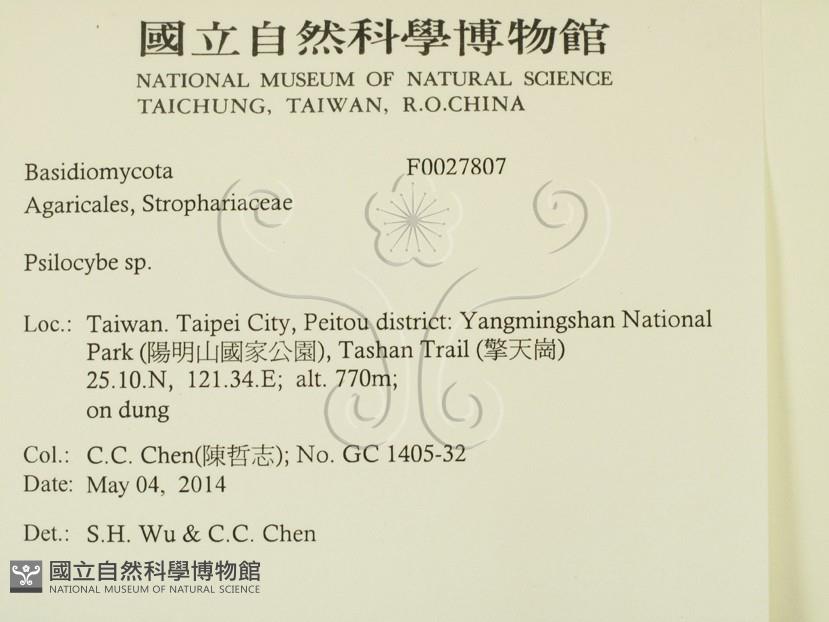 國立自然科學博物館
NATIONAL MUSEUM OF NATURAL SCIENCE
TAICHUNG, TAIWAN, R.O.CHINA
Basidiomycota F0027807
Agaricales, Strophariaceae
Psilocybe sp.
Loc.: Taiwan. Taipei City, Peitou district: Yangmingshan National
Park (陽明山國家公園), Tashan Trail (擎天崗)
25.10.N, 121.34.E; alt. 770m;
on dung
Col.: C.C. Chen(陳哲志); No. GC 1405-32
Date: May 04, 2014
Det.: S.H. Wu & C.C. Chen
國立自然科學博物館
NATIONAL MUSEUM OF NATURAL SCIENCE